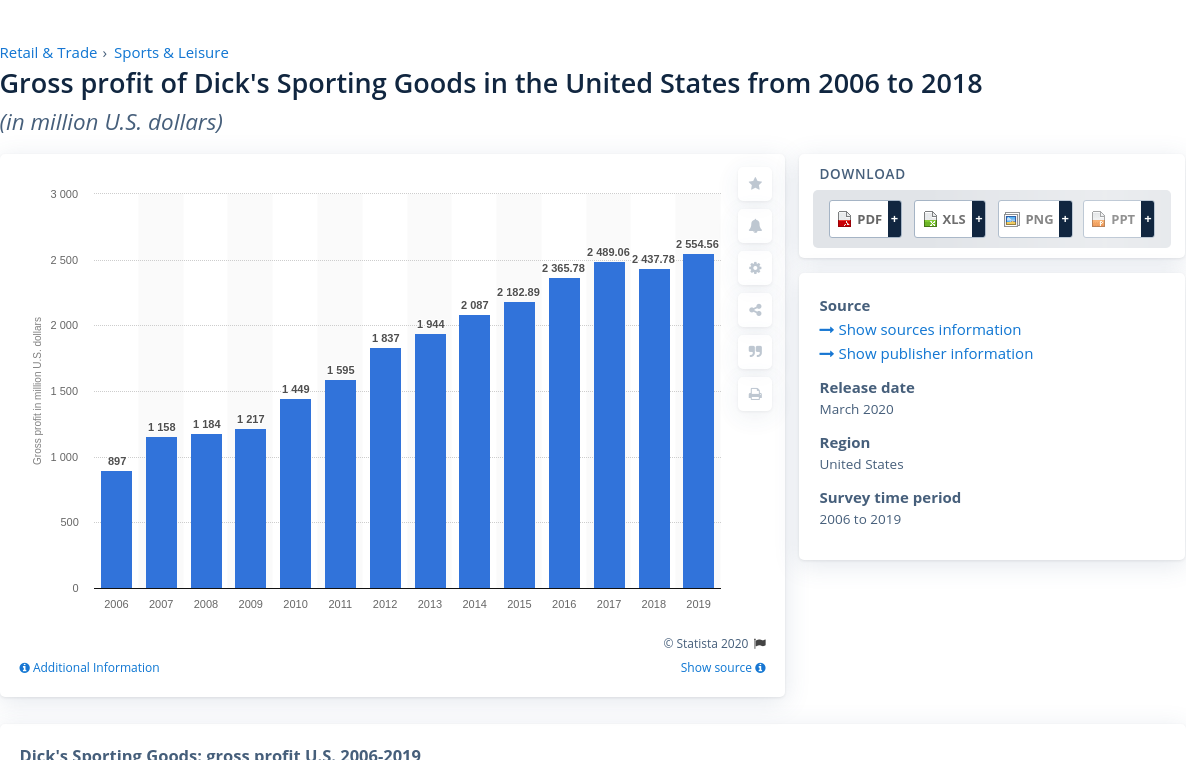 Retail & Trade › Sports & Leisure
Gross profit of Dick's Sporting Goods in the United States from 2006 to 2018
(in million U.S. dollars)
DOWNLOAD
PDF + XLS + PNG + PPT +
Source
Show sources information
Show publisher information
Release date
March 2020
Region
United States
Survey time period
2006 to 2019
Gross profit in million U.S. dollars
3 000
2 500
2 000
1 500
1 000
500
0
897
1 158
1 184
1 217
1 449
1 595
1 837
1 944
2 087
2 182.89
2 365.78
2 489.06
2 437.78
2 554.56
2006 2007 2008 2009 2010 2011 2012 2013 2014 2015 2016 2017 2018 2019
© Statista 2020
Additional Information
Show source
Dick's Sporting Goods: gross profit U.S. 2006-2019